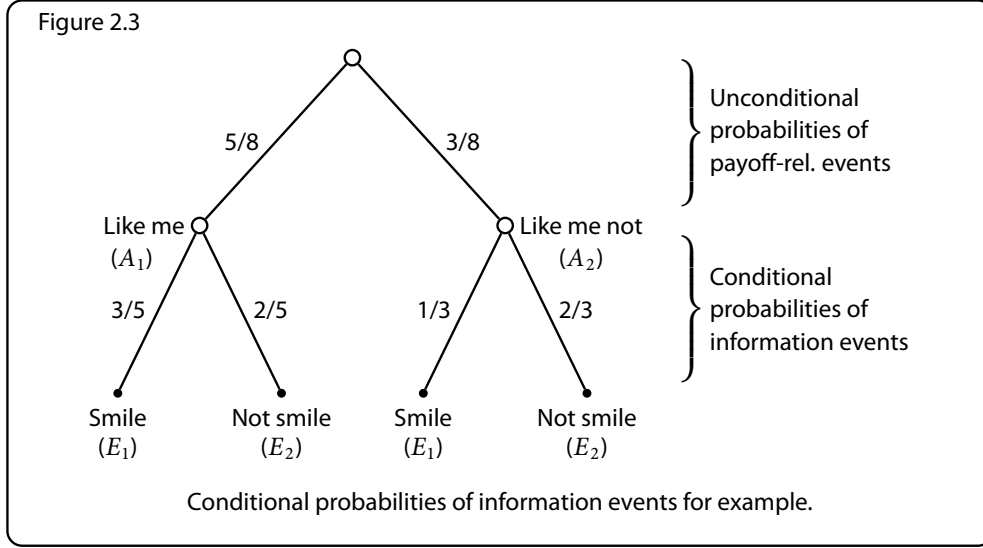 Figure 2.3
5/8
3/8
Unconditional
probabilities of
payoff-rel. events
Like me
(A₁)
Like me not
(A₂)
3/5
2/5
1/3
2/3
Conditional
probabilities of
information events
Smile
(E₁)
Not smile
(E₂)
Smile
(E₁)
Not smile
(E₂)
Conditional probabilities of information events for example.